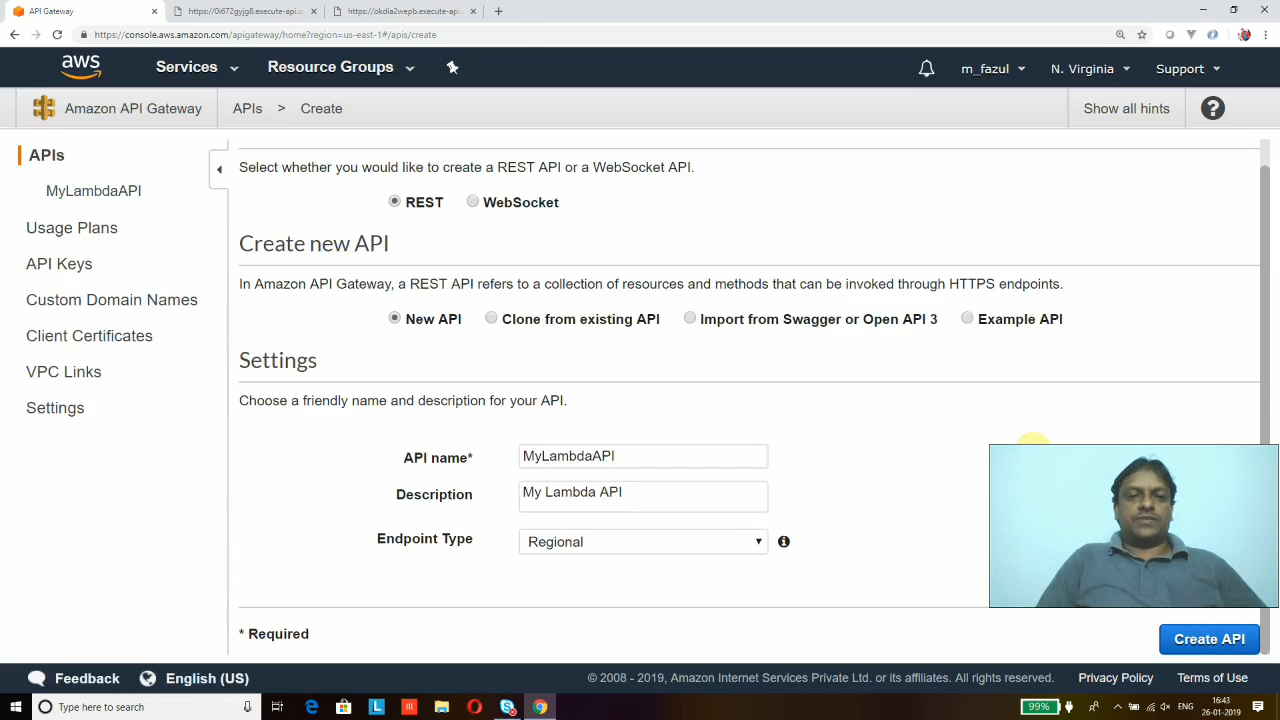 API Gateway
https://0i672gyjg8.execute-api.u
https://okdia2wepb.execute-api.
https://console.aws.amazon.com/apigateway/home?region=us-east-1#/apis/create
aws Services Resource Groups m_fazul N. Virginia Support
Amazon API Gateway APIs > Create Show all hints ?
APIs
MyLambdaAPI
Usage Plans
API Keys
Custom Domain Names
Client Certificates
VPC Links
Settings
Select whether you would like to create a REST API or a WebSocket API.
REST WebSocket
Create new API
In Amazon API Gateway, a REST API refers to a collection of resources and methods that can be invoked through HTTPS endpoints.
New API Clone from existing API Import from Swagger or Open API 3 Example API
Settings
Choose a friendly name and description for your API.
API name* MyLambdaAPI
Description My Lambda API
Endpoint Type Regional
* Required
Create API
Feedback English (US) © 2008 - 2019, Amazon Internet Services Private Ltd. or its affiliates. All rights reserved. Privacy Policy Terms of Use
Type here to search 99% ENG 16:43
26-01-2019